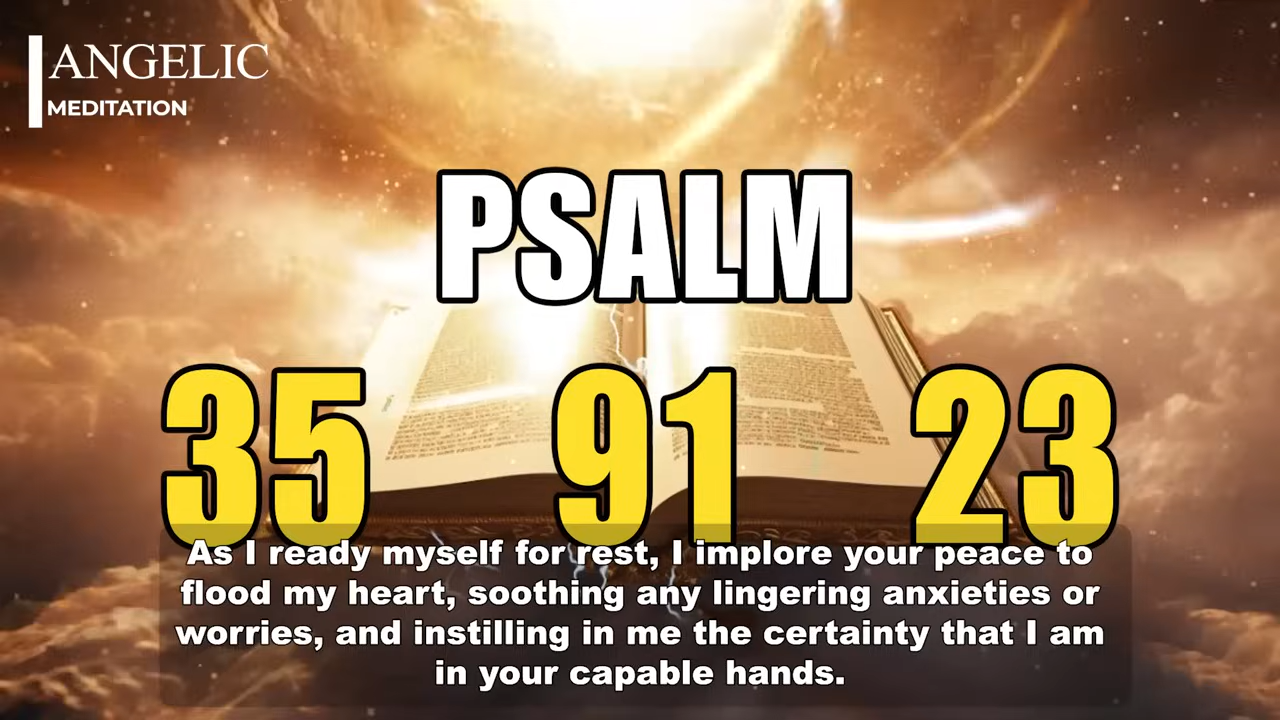 ANGELIC
MEDITATION
PSALM
35 91 23
As I ready myself for rest, I implore your peace to
flood my heart, soothing any lingering anxieties or
worries, and instilling in me the certainty that I am
in your capable hands.